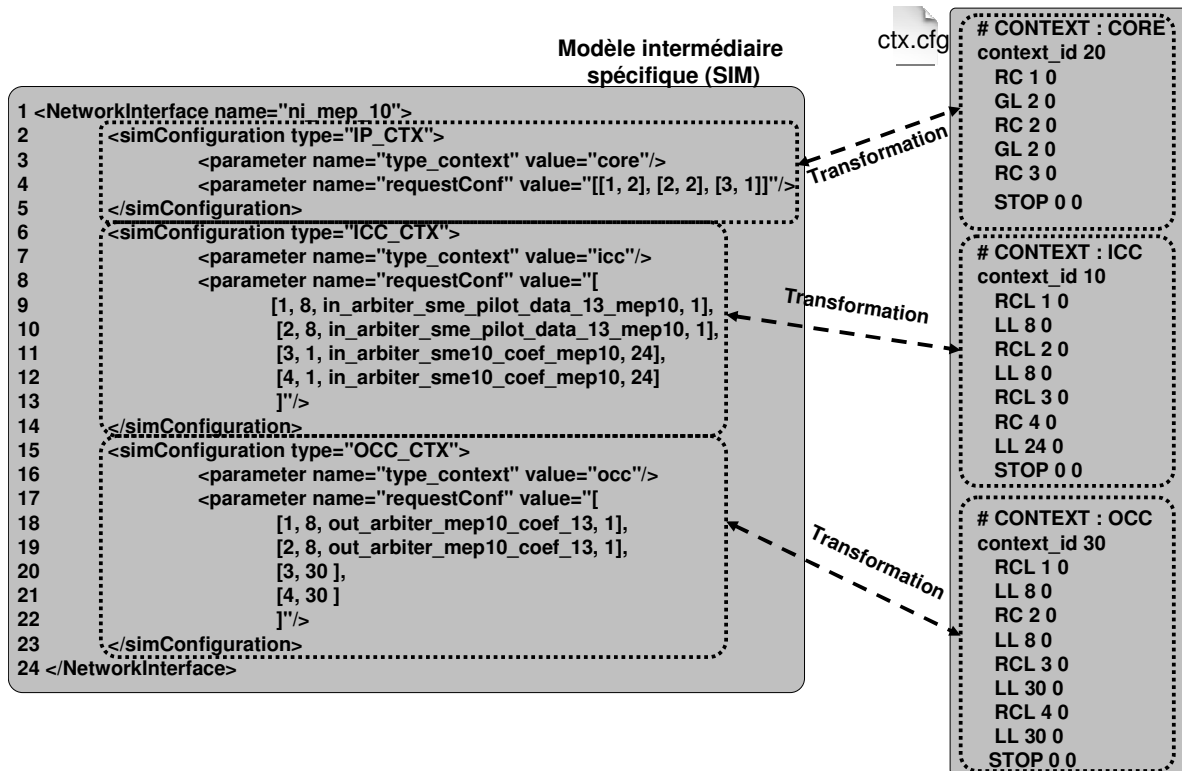 Modèle intermédiaire
spécifique (SIM)
1 <NetworkInterface name="ni_mep_10">
2 <simConfiguration type="IP_CTX">
3 <parameter name="type_context" value="core"/>
4 <parameter name="requestConf" value="[[1, 2], [2, 2], [3, 1]]"/>
5 </simConfiguration>
6 <simConfiguration type="ICC_CTX">
7 <parameter name="type_context" value="icc"/>
8 <parameter name="requestConf" value="[
9 [1, 8, in_arbiter_sme_pilot_data_13_mep10, 1],
10 [2, 8, in_arbiter_sme_pilot_data_13_mep10, 1],
11 [3, 1, in_arbiter_sme10_coef_mep10, 24],
12 [4, 1, in_arbiter_sme10_coef_mep10, 24]
13 ]"/>
14 </simConfiguration>
15 <simConfiguration type="OCC_CTX">
16 <parameter name="type_context" value="occ"/>
17 <parameter name="requestConf" value="[
18 [1, 8, out_arbiter_mep10_coef_13, 1],
19 [2, 8, out_arbiter_mep10_coef_13, 1],
20 [3, 30 ],
21 [4, 30 ]
22 ]"/>
23 </simConfiguration>
24 </NetworkInterface>
Transformation
Transformation
Transformation
ctx.cfg
# CONTEXT : CORE
context_id 20
RC 1 0
GL 2 0
RC 2 0
GL 2 0
RC 3 0
STOP 0 0
# CONTEXT : ICC
context_id 10
RCL 1 0
LL 8 0
RCL 2 0
LL 8 0
RCL 3 0
RC 4 0
LL 24 0
STOP 0 0
# CONTEXT : OCC
context_id 30
RCL 1 0
LL 8 0
RC 2 0
LL 8 0
RCL 3 0
LL 30 0
RCL 4 0
LL 30 0
STOP 0 0